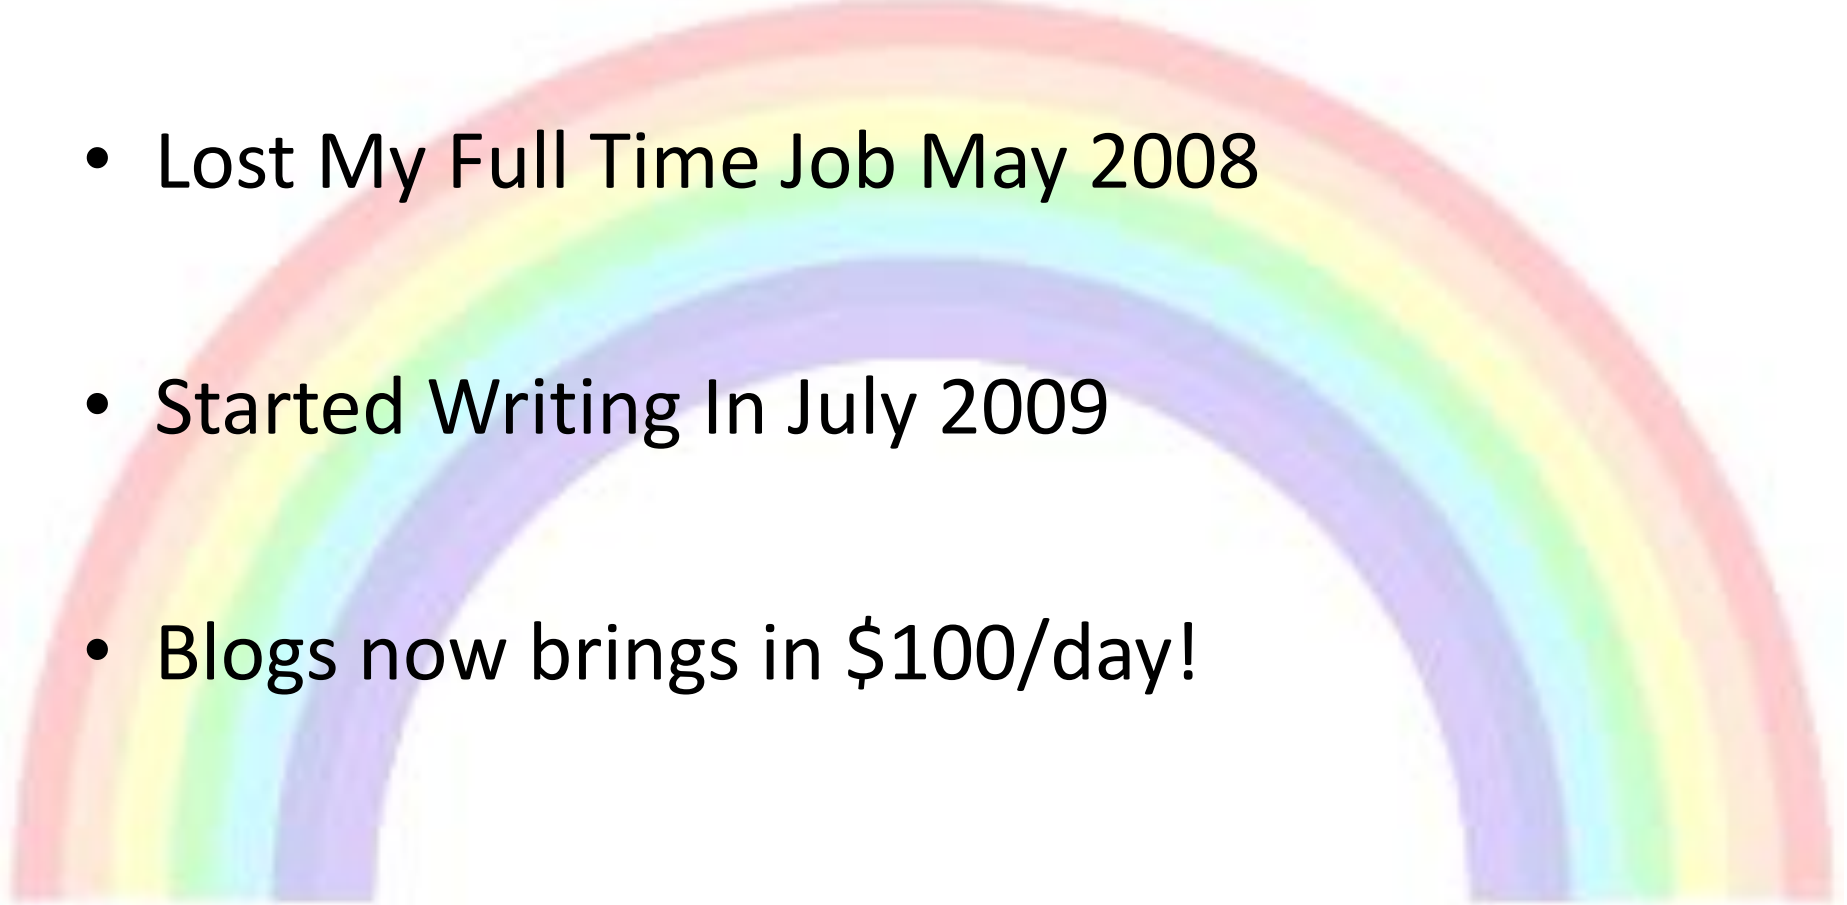 • Lost My Full Time Job May 2008
• Started Writing In July 2009
• Blogs now brings in $100/day!